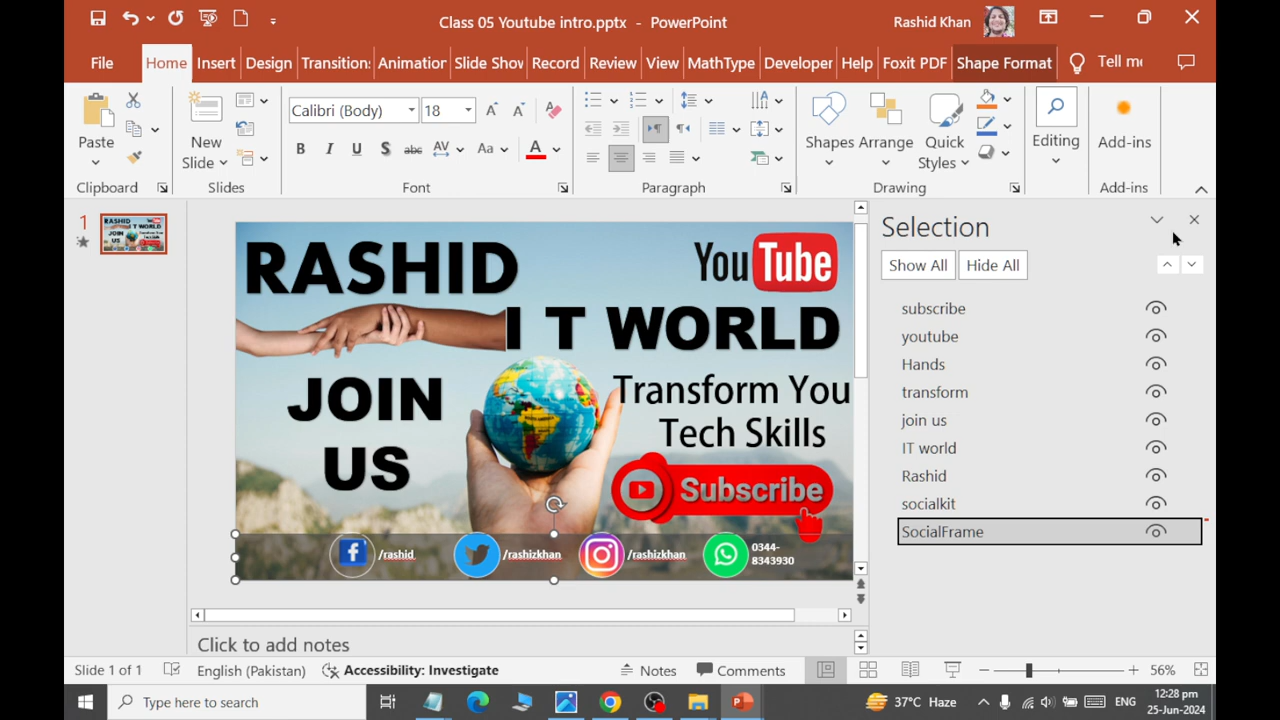 Class 05 Youtube intro.pptx - PowerPoint
Rashid Khan
File Home Insert Design Transition: Animation Slide Shov Record Review View MathType Developer Help Foxit PDF Shape Format Tell me
Calibri (Body) 18
Paste
New
Slide
Shapes Arrange Quick
Styles
Editing
Add-ins
Clipboard Slides Font Paragraph Drawing Add-ins
1
RASHID
YouTube
I T WORLD
JOIN
US
Transform You
Tech Skills
Subscribe
/rashid. /rashizkhan /rashizkhan 0344-
8343930
Selection
Show All Hide All
subscribe
youtube
Hands
transform
join us
IT world
Rashid
socialkit
SocialFrame
Click to add notes
Slide 1 of 1 English (Pakistan) Accessibility: Investigate Notes Comments 56%
Type here to search
37°C Haze ENG
12:28 pm
25-Jun-2024